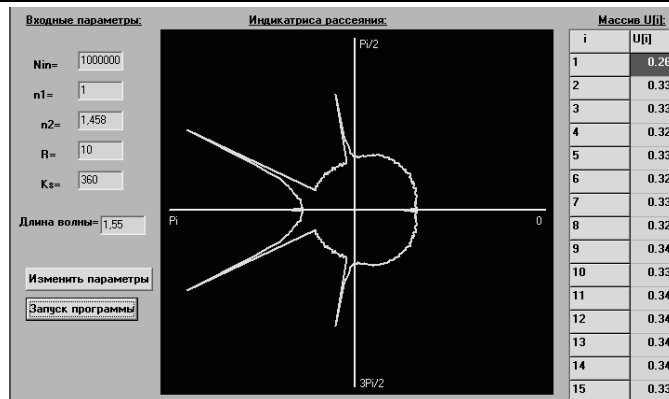 Входные параметры:
Nin= 1000000
n1= 1
n2= 1,458
R= 10
Ks= 360
Длина волны= 1,55
Изменить параметры
Запуск программы
Индикатриса рассеяния:
Pi/2
Pi
0
3Pi/2
Массив U[i]:
i U[i]
1 0.26
2 0.33
3 0.33
4 0.32
5 0.33
6 0.32
7 0.33
8 0.32
9 0.34
10 0.33
11 0.34
12 0.34
13 0.34
14 0.34
15 0.33